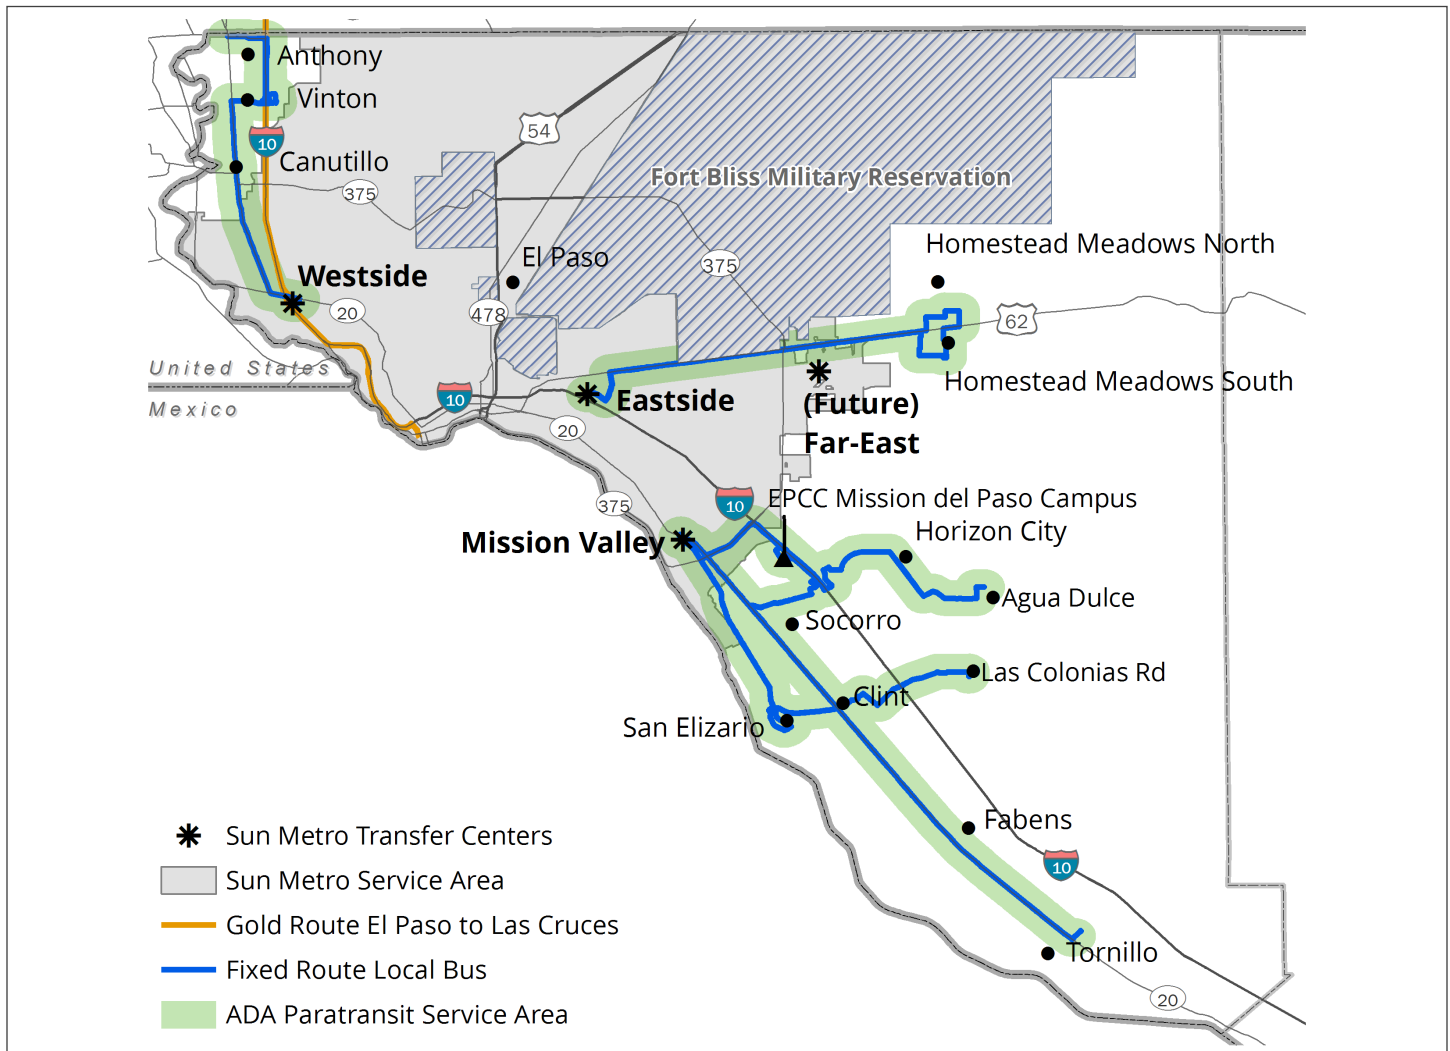 Anthony
Vinton
10
Canutillo
54
375
Fort Bliss Military Reservation
Homestead Meadows North
El Paso
375
Westside
20
478
62
United States
Mexico
Homestead Meadows South
10
Eastside
(Future)
Far-East
20
375
10
EPCC Mission del Paso Campus
Horizon City
Mission Valley
Agua Dulce
Socorro
Las Colonias Rd
Clint
San Elizario
Fabens
10
Tornillo
20
Sun Metro Transfer Centers
Sun Metro Service Area
Gold Route El Paso to Las Cruces
Fixed Route Local Bus
ADA Paratransit Service Area